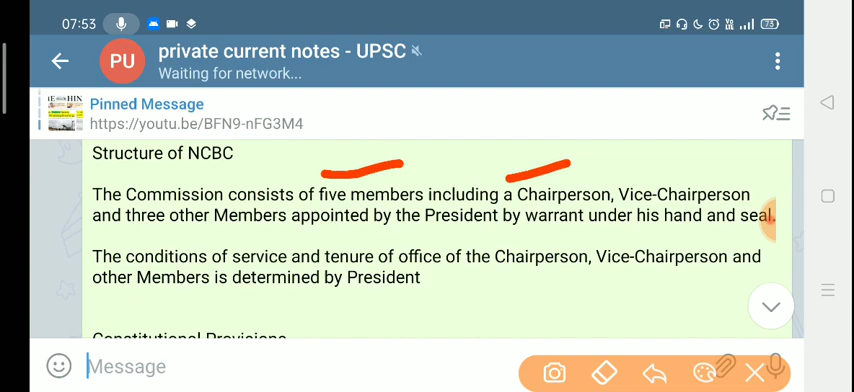 07:53
73
PU
private current notes - UPSC
Waiting for network...
Pinned Message
https://youtu.be/BFN9-nFG3M4
Structure of NCBC
The Commission consists of five members including a Chairperson, Vice-Chairperson
and three other Members appointed by the President by warrant under his hand and seal.
The conditions of service and tenure of office of the Chairperson, Vice-Chairperson and
other Members is determined by President
Constitutional Provisions
Message